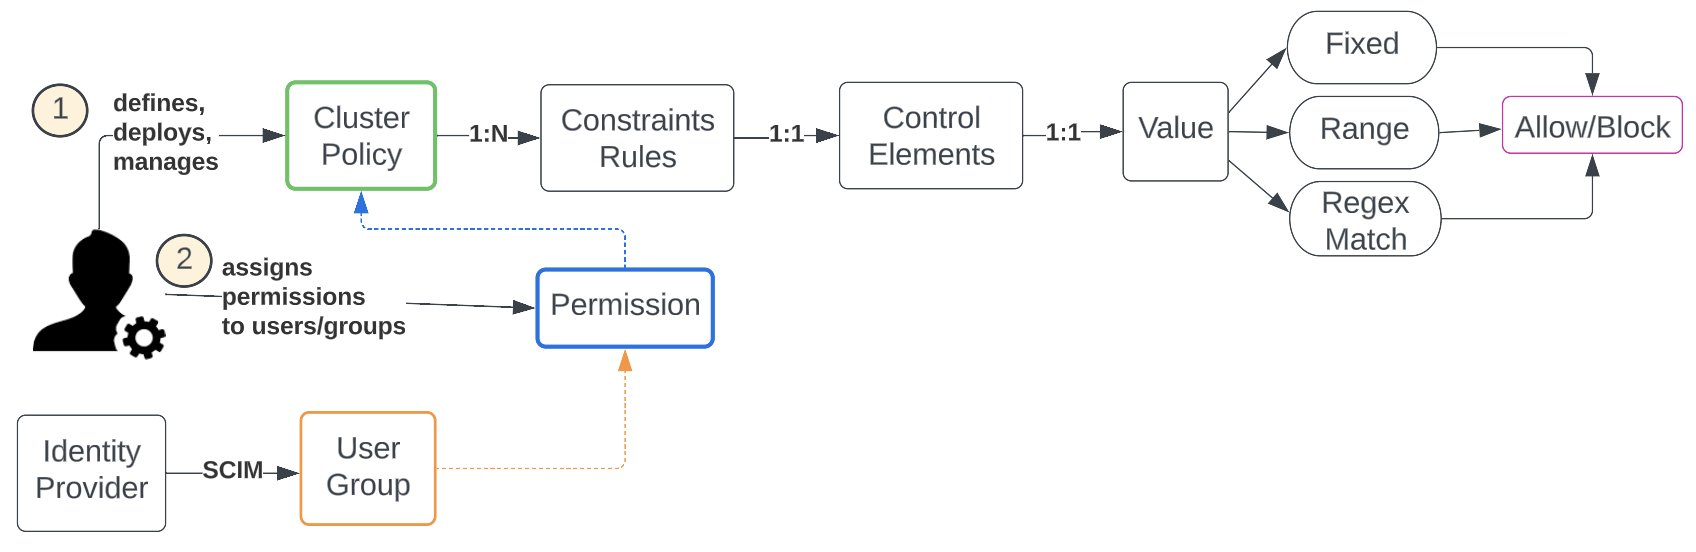 1
defines,
deploys,
manages
Cluster
Policy
1:N
Constraints
Rules
1:1
Control
Elements
1:1
Value
Fixed
Range
Regex
Match
Allow/Block
2
assigns
permissions
to users/groups
Permission
Identity
Provider
SCIM
User
Group